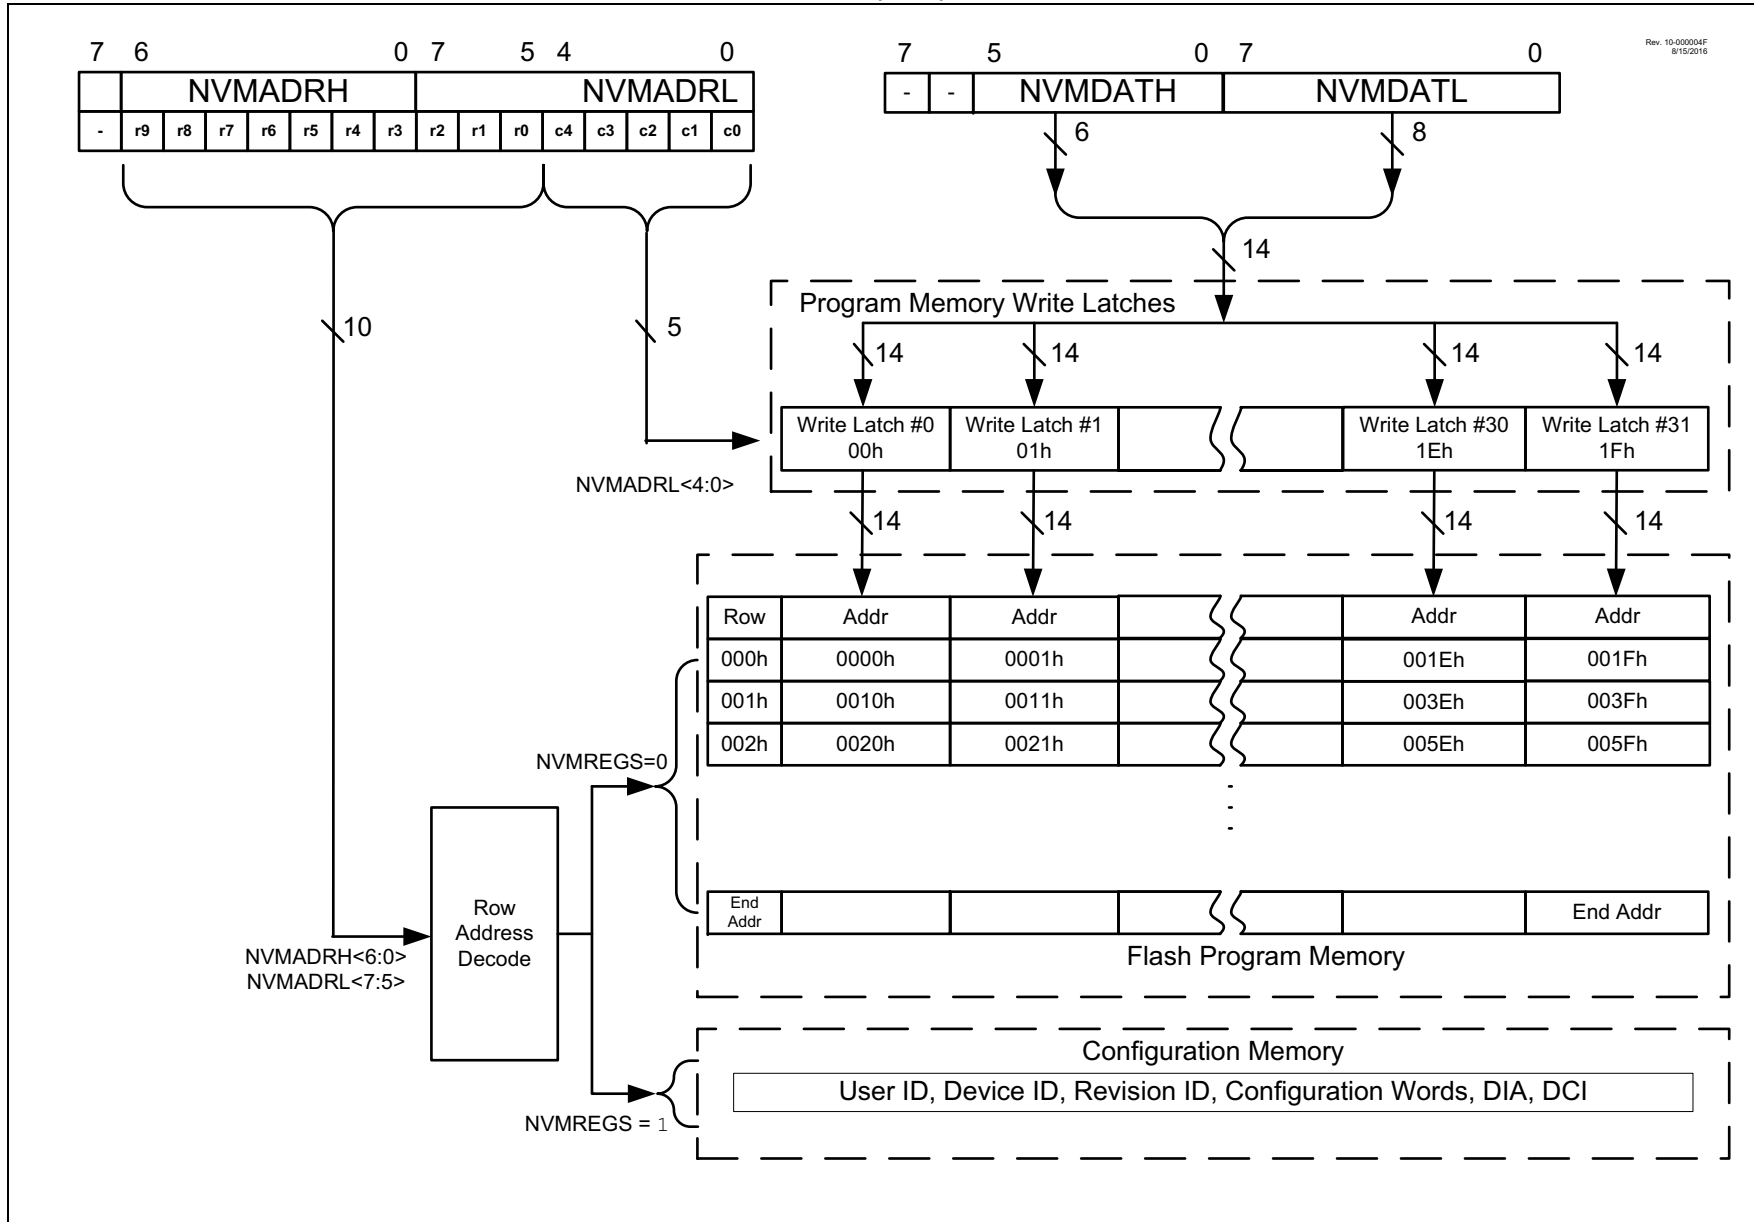 7 6 0 7 5 4 0
NVMADRH NVMADRL
- r9 r8 r7 r6 r5 r4 r3 r2 r1 r0 c4 c3 c2 c1 c0
7 5 0 7 0
- - NVMDATH NVMDATL
Rev. 10-000004F
8/15/2016
6 8
14
10 5
Program Memory Write Latches
14 14 14 14
Write Latch #0 Write Latch #1 Write Latch #30 Write Latch #31
00h 01h 1Eh 1Fh
NVMADRL<4:0>
14 14 14 14
Row Addr Addr Addr Addr
000h 0000h 0001h 001Eh 001Fh
001h 0010h 0011h 003Eh 003Fh
002h 0020h 0021h 005Eh 005Fh
NVMREGS=0
End
Addr
End Addr
Flash Program Memory
Row
Address
Decode
NVMADRH<6:0>
NVMADRL<7:5>
Configuration Memory
User ID, Device ID, Revision ID, Configuration Words, DIA, DCI
NVMREGS = 1